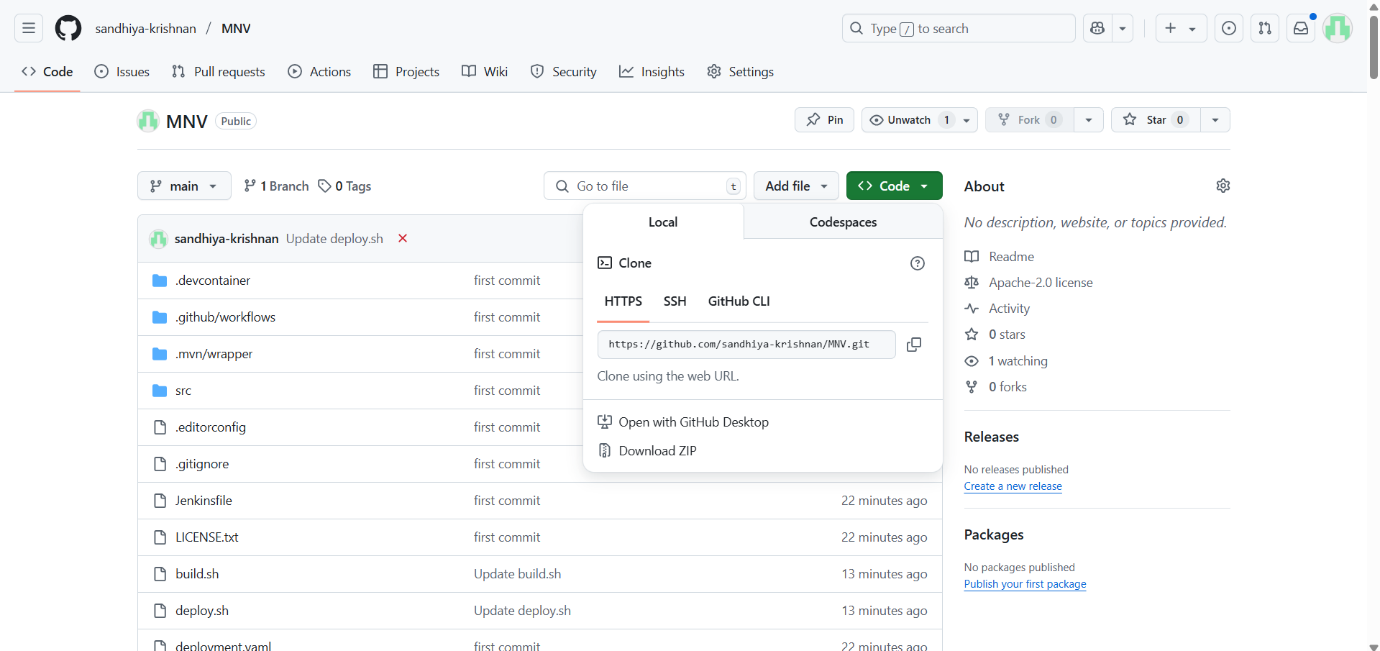 sandhiya-krishnan / MNV
Type / to search
Code Issues Pull requests Actions Projects Wiki Security Insights Settings
MNV Public
Pin Unwatch 1 Fork 0 Star 0
main 1 Branch 0 Tags
Go to file t Add file Code
About
No description, website, or topics provided.
Readme
Apache-2.0 license
Activity
0 stars
1 watching
0 forks
Releases
No releases published
Create a new release
Packages
No packages published
Publish your first package
Local Codespaces
Clone
HTTPS SSH GitHub CLI
https://github.com/sandhiya-krishnan/MNV.git
Clone using the web URL.
Open with GitHub Desktop
Download ZIP
sandhiya-krishnan Update deploy.sh
.devcontainer first commit
.github/workflows first commit
.mvn/wrapper first commit
src first commit
.editorconfig first commit
.gitignore first commit
Jenkinsfile first commit 22 minutes ago
LICENSE.txt first commit 22 minutes ago
build.sh Update build.sh 13 minutes ago
deploy.sh Update deploy.sh 13 minutes ago
deployment.yaml first commit 22 minutes ago